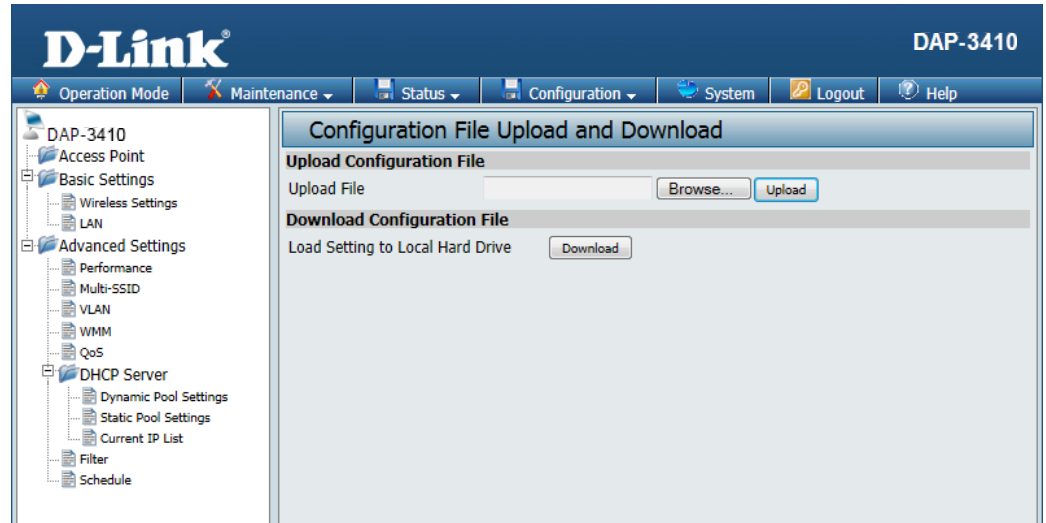 D-Link®
DAP-3410
Operation Mode Maintenance Status Configuration System Logout Help
DAP-3410
Access Point
Basic Settings
Wireless Settings
LAN
Advanced Settings
Performance
Multi-SSID
VLAN
WMM
QoS
DHCP Server
Dynamic Pool Settings
Static Pool Settings
Current IP List
Filter
Schedule
Configuration File Upload and Download
Upload Configuration File
Upload File Browse... Upload
Download Configuration File
Load Setting to Local Hard Drive Download